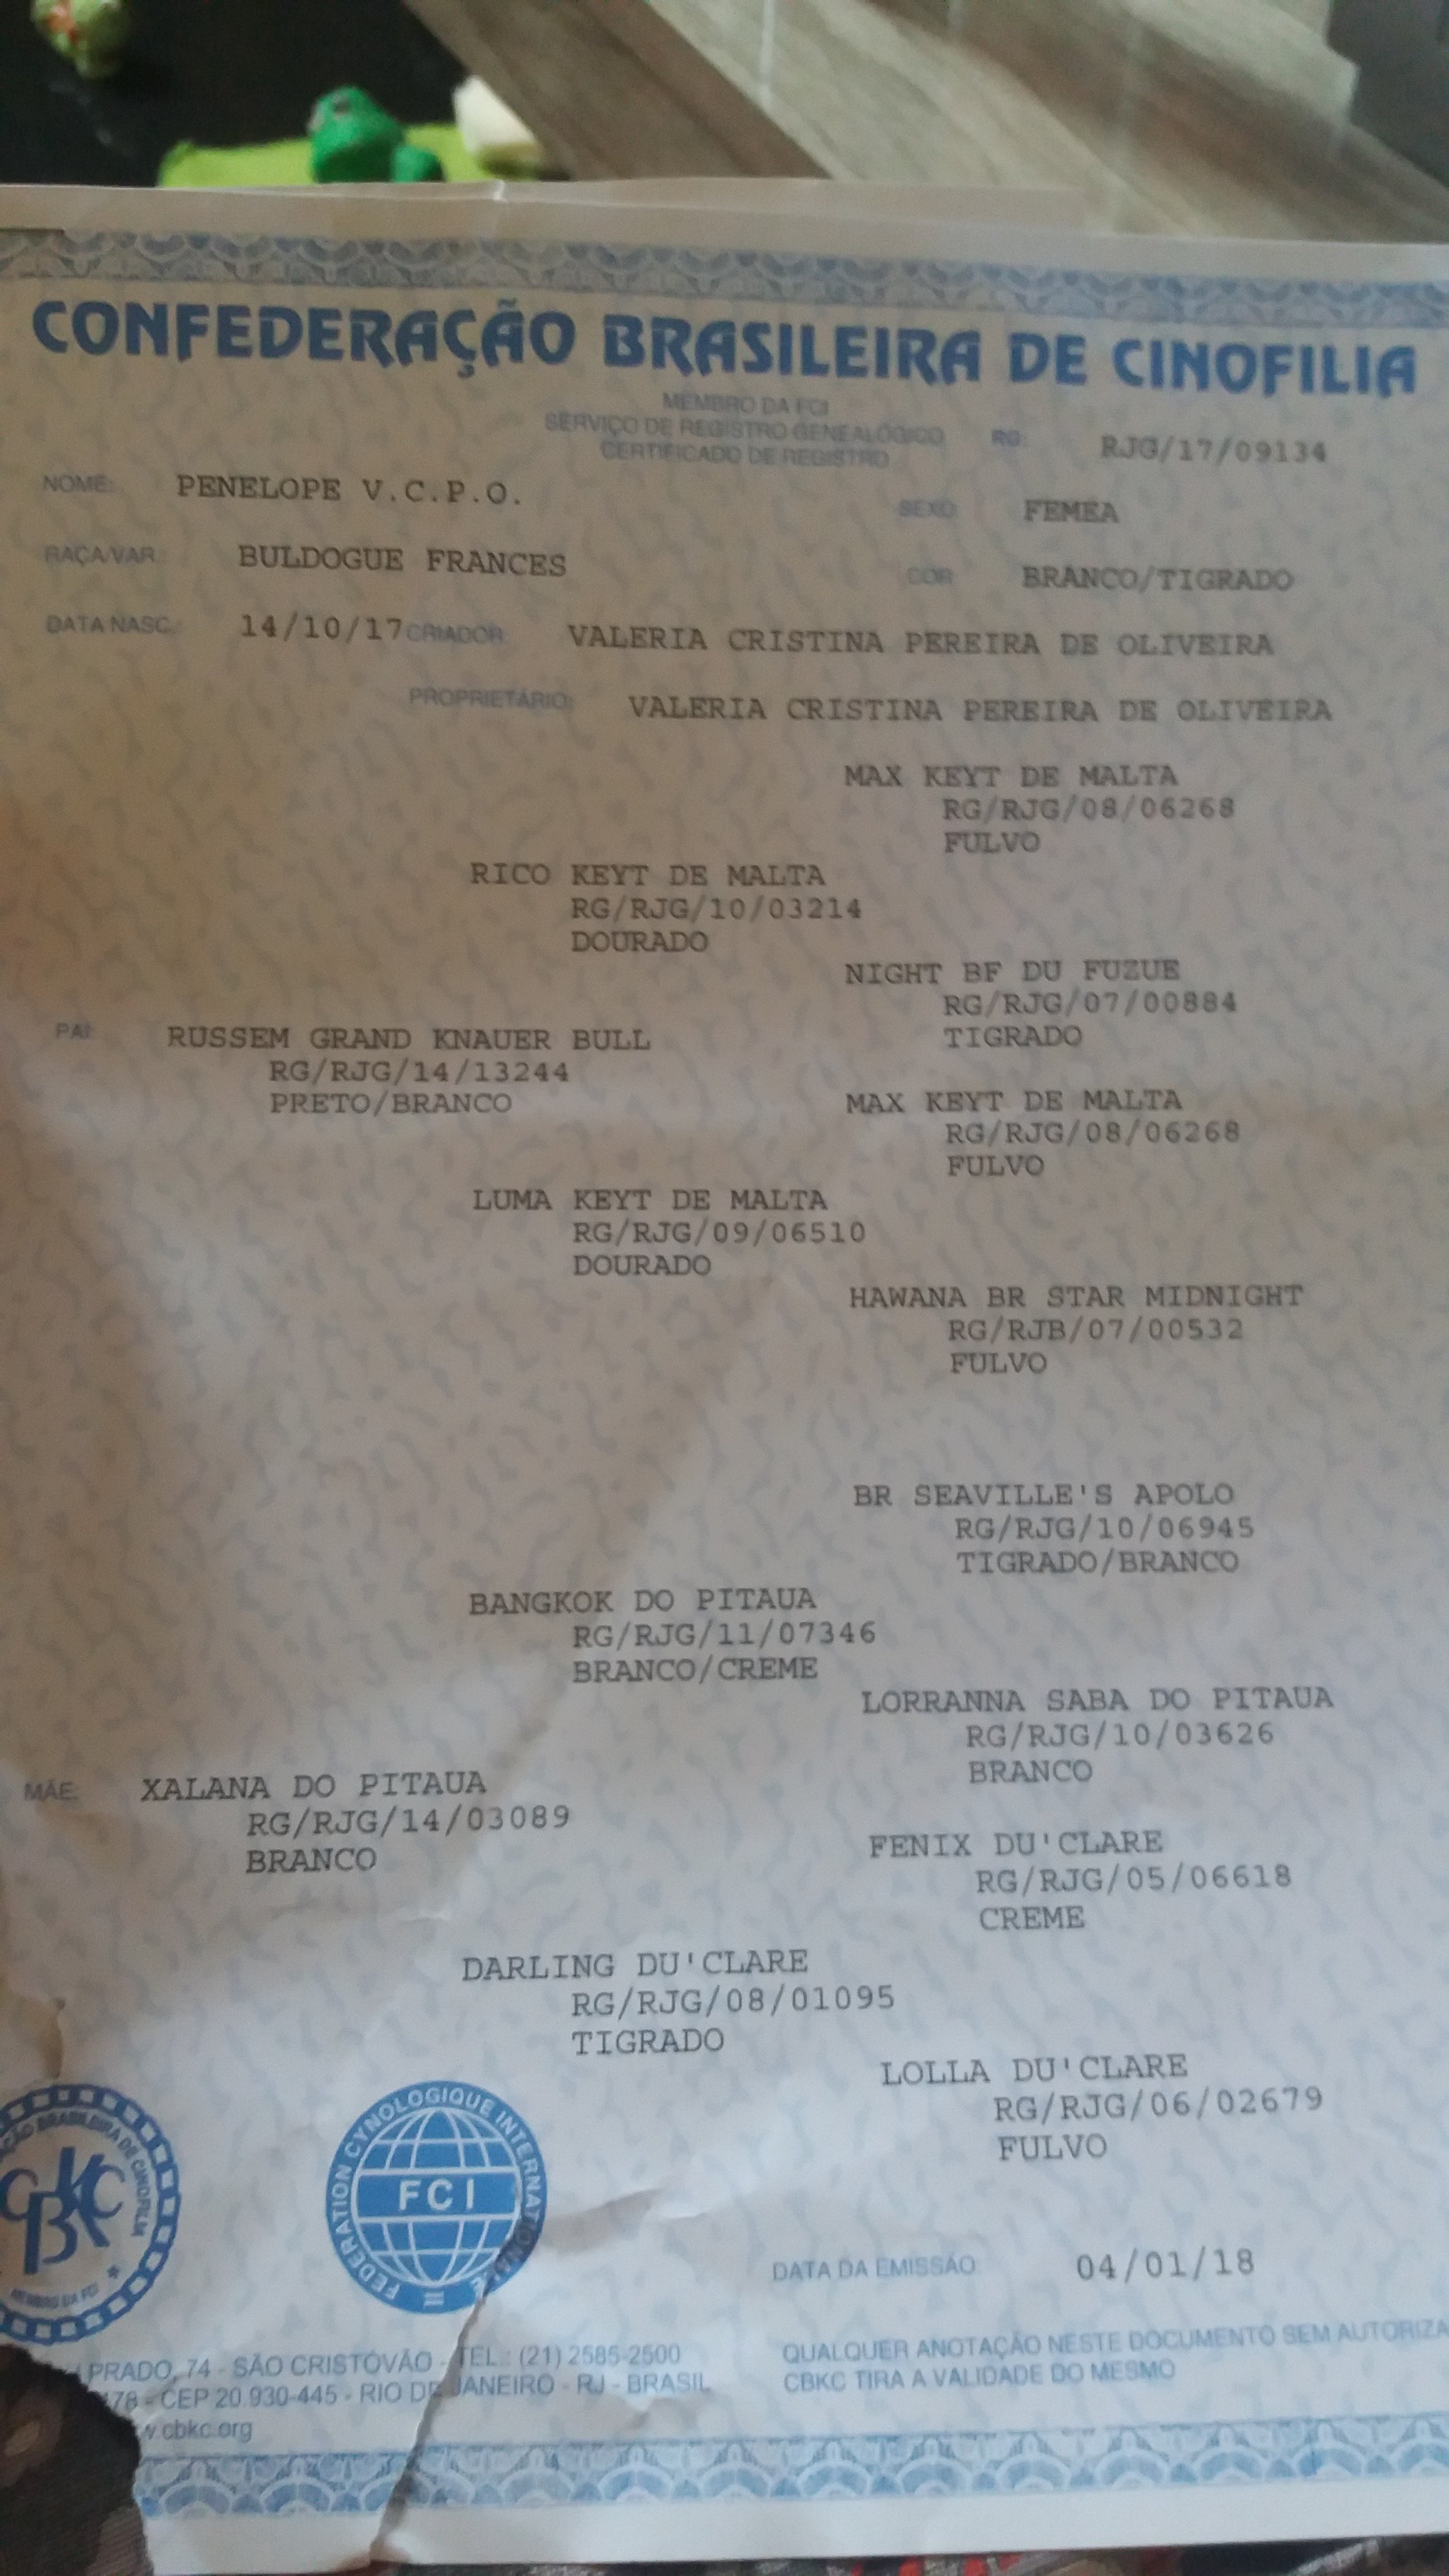 CONFEDERAÇÃO BRASILEIRA DE CINOFILIA
MEMBRO DA FCI
SERVIÇO DE REGISTRO GENEALÓGICO
CERTIFICADO DE REGISTRO
RG: RJG/17/09134
NOME: PENELOPE V.C.P.O.
SEXO FEMEA
RAÇA/VAR BULDOGUE FRANCES
COR BRANCO/TIGRADO
DATA NASC.: 14/10/17 CRIADOR VALERIA CRISTINA PEREIRA DE OLIVEIRA
PROPRIETÁRIO: VALERIA CRISTINA PEREIRA DE OLIVEIRA
MAX KEYT DE MALTA
RG/RJG/08/06268
FULVO
RICO KEYT DE MALTA
RG/RJG/10/03214
DOURADO
NIGHT BF DU FUZUE
RG/RJG/07/00884
TIGRADO
PAI: RUSSEM GRAND KNAUER BULL
RG/RJG/14/13244
PRETO/BRANCO
MAX KEYT DE MALTA
RG/RJG/08/06268
FULVO
LUMA KEYT DE MALTA
RG/RJG/09/06510
DOURADO
HAWANA BR STAR MIDNIGHT
RG/RJB/07/00532
FULVO
BR SEAVILLE'S APOLO
RG/RJG/10/06945
TIGRADO/BRANCO
BANGKOK DO PITAUA
RG/RJG/11/07346
BRANCO/CREME
LORRANNA SABA DO PITAUA
RG/RJG/10/03626
BRANCO
MÃE: XALANA DO PITAUA
RG/RJG/14/03089
BRANCO
FENIX DU'CLARE
RG/RJG/05/06618
CREME
DARLING DU'CLARE
RG/RJG/08/01095
TIGRADO
LOLLA DU'CLARE
RG/RJG/06/02679
FULVO
BRASILEIRA DE CINOFILIA
CBKC
MEMBRO DA FCI
FEDERATION CYNOLOGIQUE INTERNATIONALE
FCI
DATA DA EMISSÃO 04/01/18
PRADO, 74 - SÃO CRISTOVÃO - TEL.: (21) 2585-2500
178 - CEP 20.930-445 - RIO DE JANEIRO - RJ - BRASIL
cbkc.org
QUALQUER ANOTAÇÃO NESTE DOCUMENTO SEM AUTORIZA
CBKC TIRA A VALIDADE DO MESMO